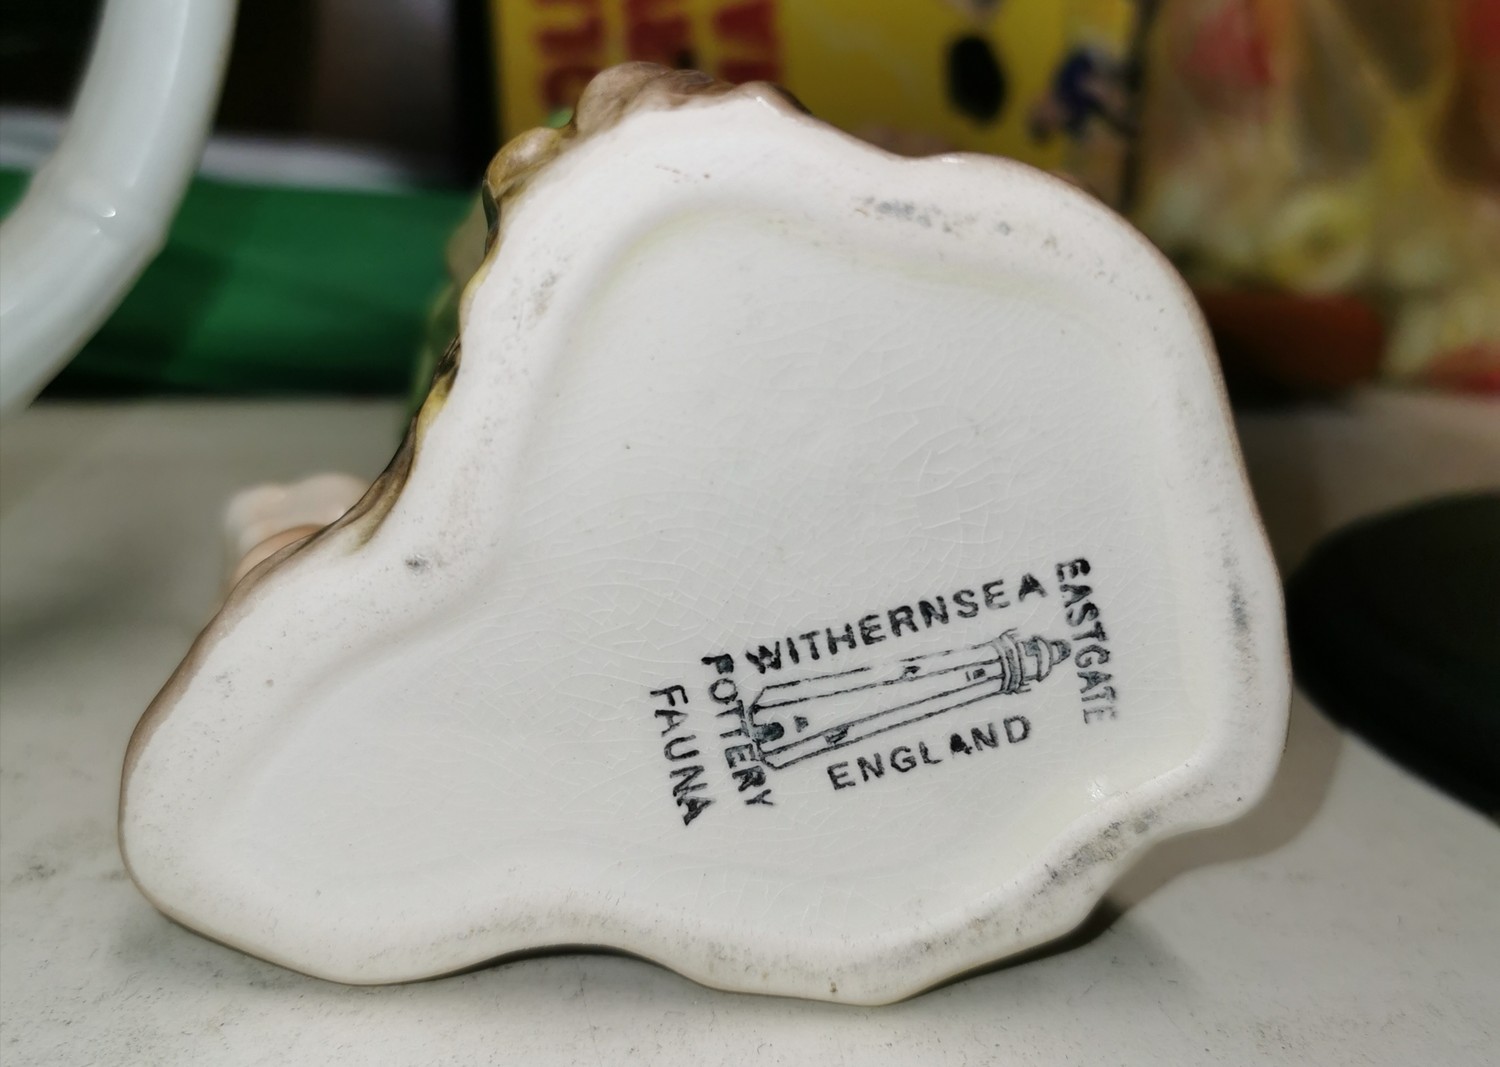 EASTGATE
WITHERNSEA
ENGLAND
POTTERY
FAUNA